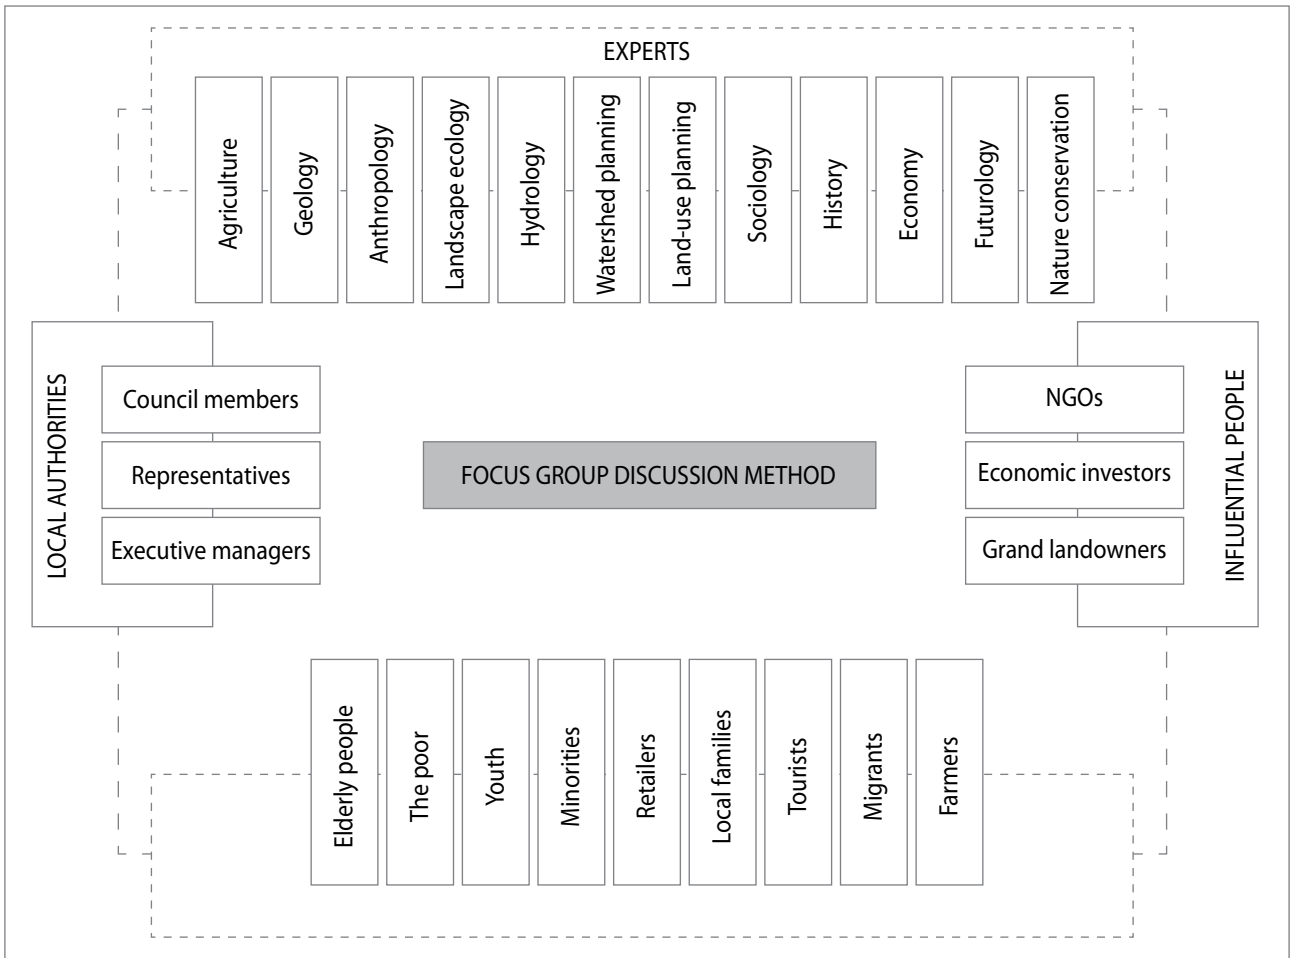 EXPERTS
Agriculture
Geology
Anthropology
Landscape ecology
Hydrology
Watershed planning
Land-use planning
Sociology
History
Economy
Futurology
Nature conservation
LOCAL AUTHORITIES
Council members
Representatives
Executive managers
FOCUS GROUP DISCUSSION METHOD
NGOs
Economic investors
Grand landowners
INFLUENTIAL PEOPLE
Elderly people
The poor
Youth
Minorities
Retailers
Local families
Tourists
Migrants
Farmers